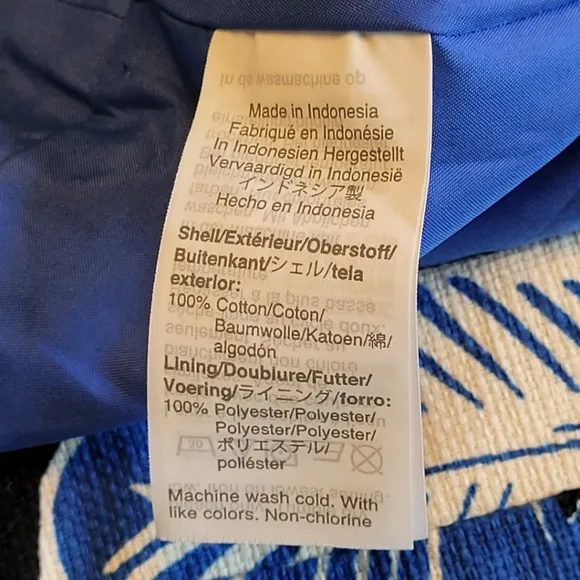 Made in Indonesia
Fabriqué en Indonésie
In Indonesien Hergestellt
Vervaardigd in Indonesië
インドネシア製
Hecho en Indonesia
Shell/Extérieur/Oberstoff/
Buitenkant/シェル/tela
exterior:
100% Cotton/Coton/
Baumwolle/Katoen/綿/
algodón
Lining/Doublure/Futter/
Voering/ライニング/forro:
100% Polyester/Polyester/
Polyester/Polyester/
ポリエステル/
poliéster
Machine wash cold. With
like colors. Non-chlorine